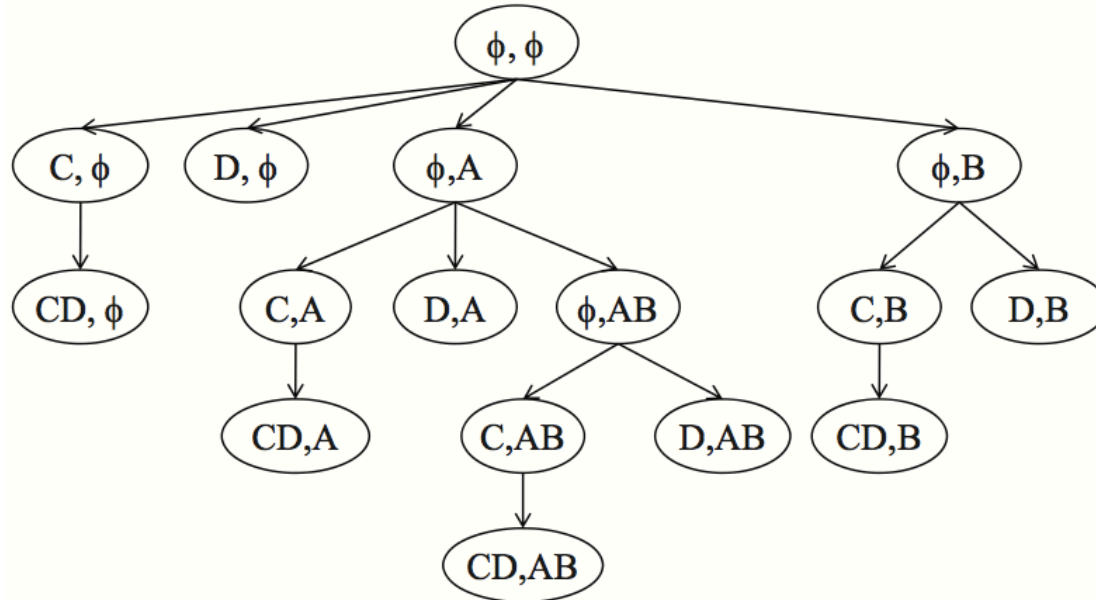 ϕ, ϕ
C, ϕ
D, ϕ
ϕ,A
ϕ,B
CD, ϕ
C,A
D,A
ϕ,AB
C,B
D,B
CD,A
C,AB
D,AB
CD,B
CD,AB